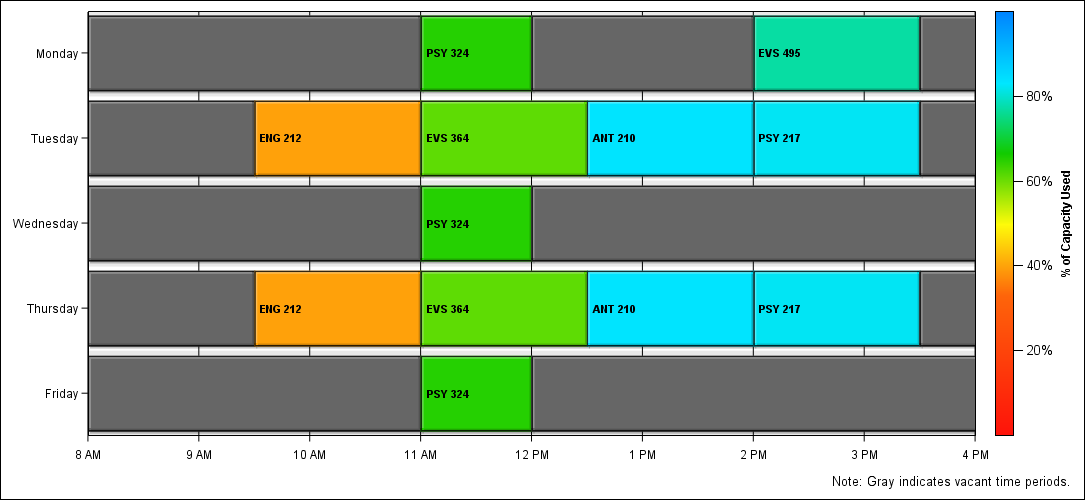 Monday
PSY 324
EVS 495
Tuesday
ENG 212
EVS 364
ANT 210
PSY 217
Wednesday
PSY 324
Thursday
ENG 212
EVS 364
ANT 210
PSY 217
Friday
PSY 324
8 AM
9 AM
10 AM
11 AM
12 PM
1 PM
2 PM
3 PM
4 PM
80%
60%
40%
20%
% of Capacity Used
Note: Gray indicates vacant time periods.